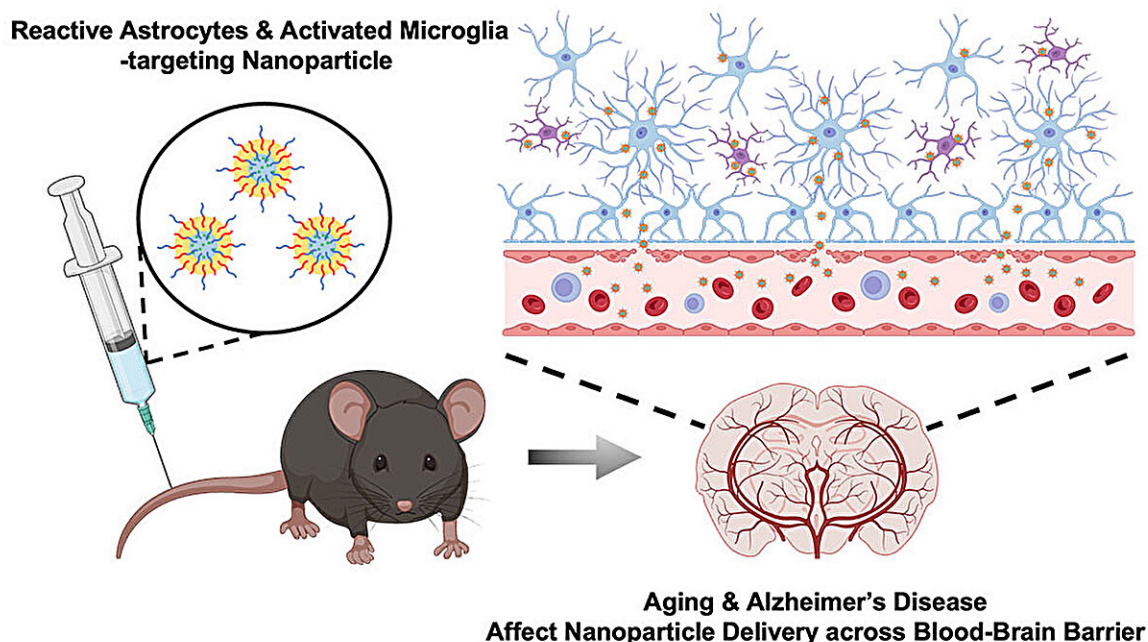 Reactive Astrocytes & Activated Microglia
-targeting Nanoparticle
Aging & Alzheimer's Disease
Affect Nanoparticle Delivery across Blood-Brain Barrier